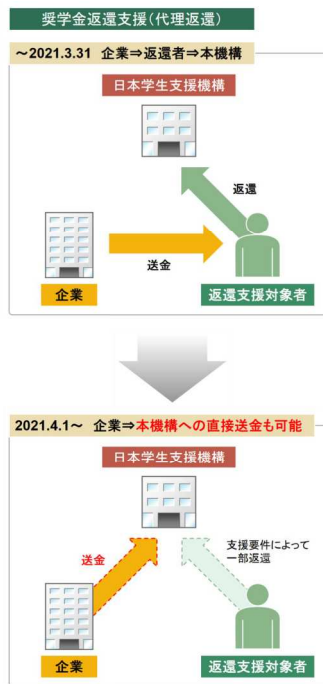 奨学金返還支援(代理返還)
～2021.3.31 企業⇒返還者⇒本機構
日本学生支援機構
返還
送金
企業
返還支援対象者
2021.4.1～ 企業⇒本機構への直接送金も可能
日本学生支援機構
送金
支援要件によって
一部返還
企業
返還支援対象者